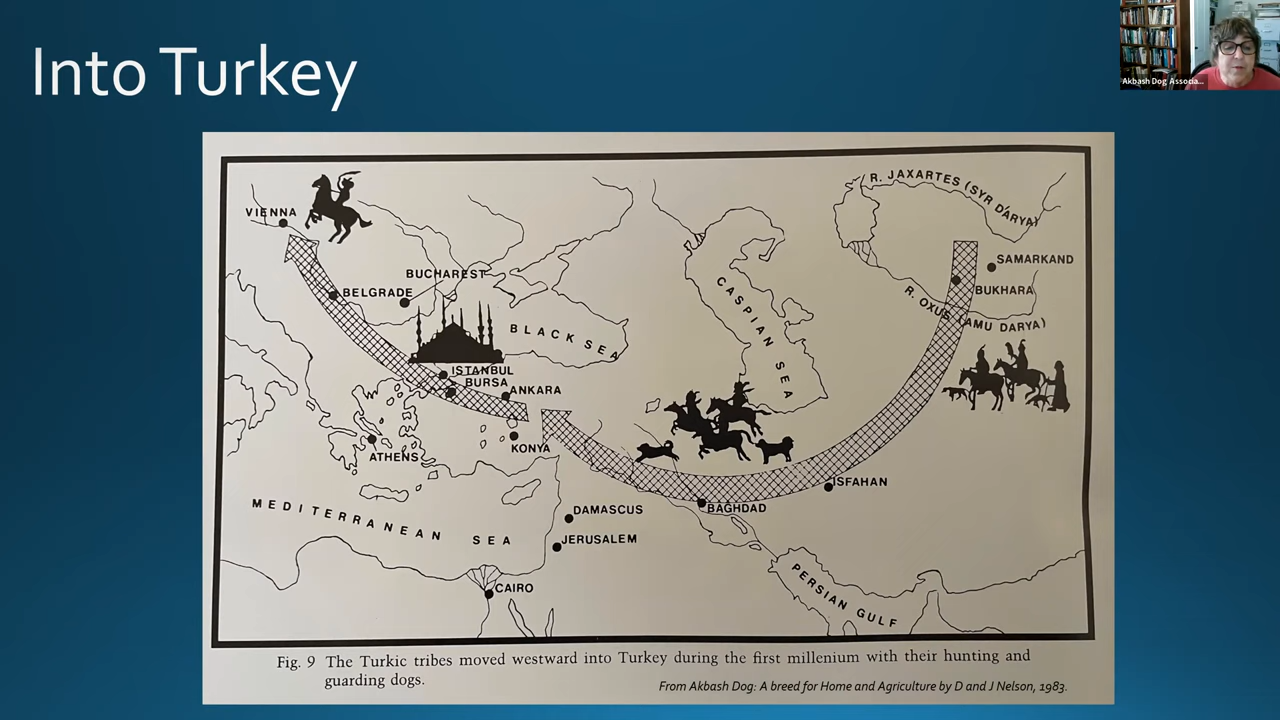 Into Turkey
Akbash Dog Associa...
R. JAXARTES (SYR DARYA)
VIENNA
SAMARKAND
BUCHAREST
BELGRADE
BUKHARA
CASPIAN SEA
R. OXUS (AMU DARYA)
BLACK SEA
ISTANBUL
BURSA
ANKARA
KONYA
ATHENS
ISFAHAN
MEDITERRANEAN SEA
DAMASCUS
BAGHDAD
JERUSALEM
PERSIAN GULF
CAIRO
Fig. 9 The Turkic tribes moved westward into Turkey during the first millenium with their hunting and
guarding dogs.
From Akbash Dog: A breed for Home and Agriculture by D and J Nelson, 1983.